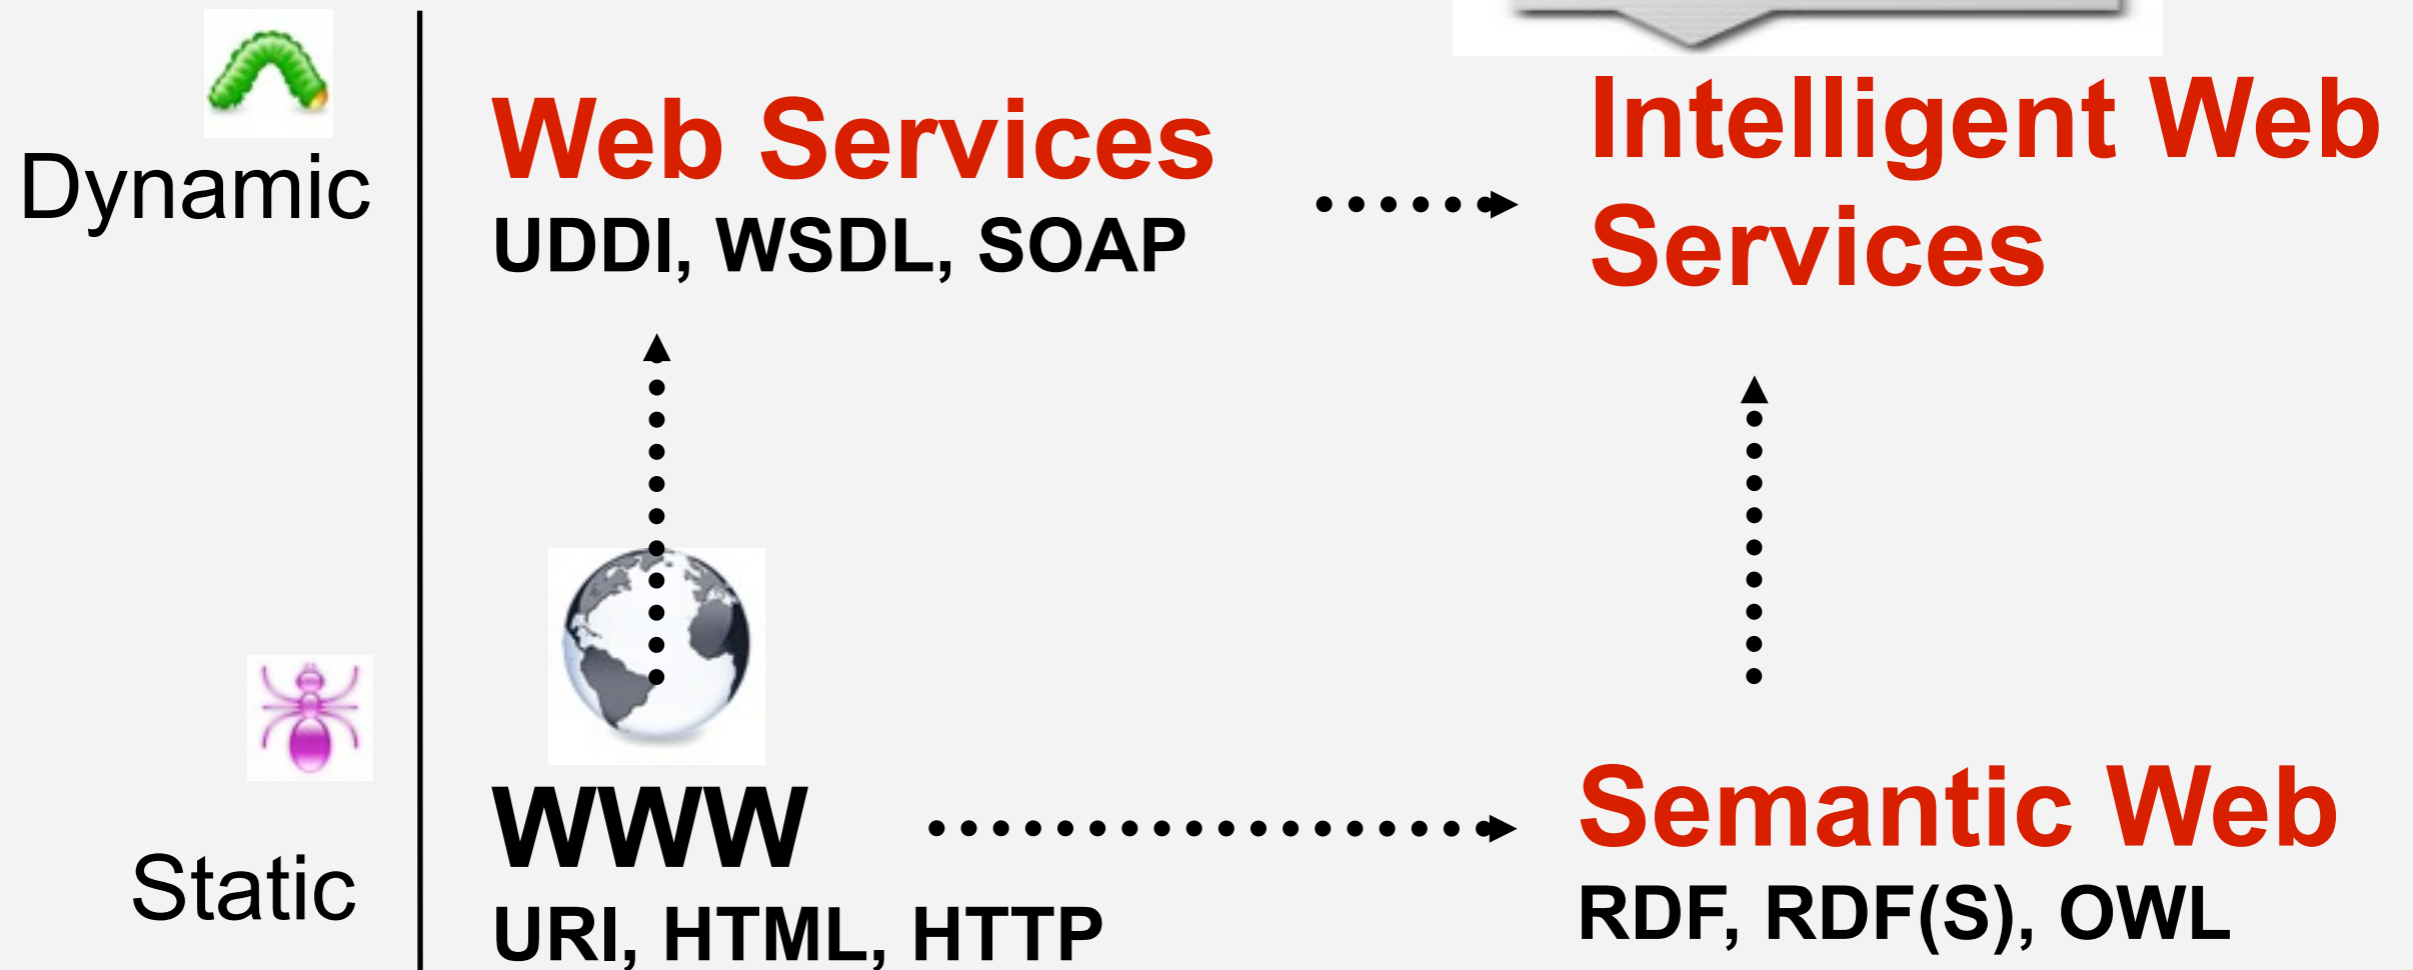 Dynamic
Web Services
UDDI, WSDL, SOAP
Intelligent Web
Services
Static
WWW
URI, HTML, HTTP
Semantic Web
RDF, RDF(S), OWL